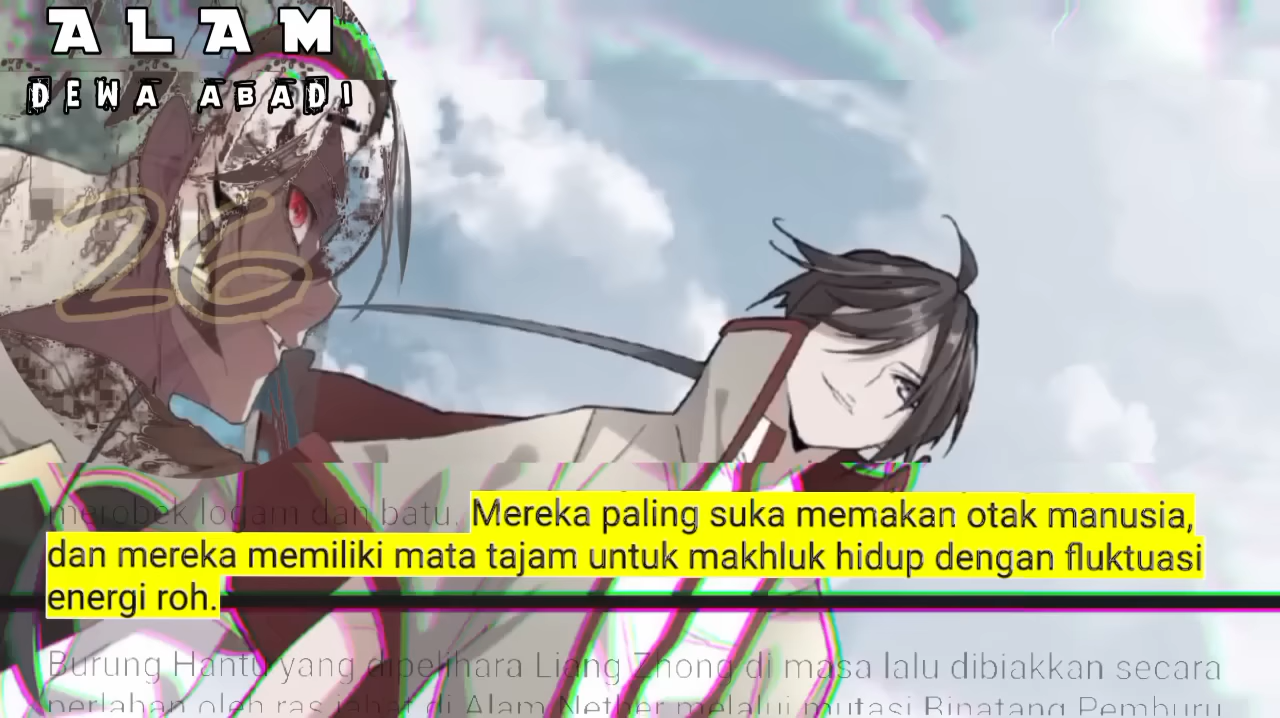 ALAM
DEWA ABADI
26
merobek logam dan batu. Mereka paling suka memakan otak manusia,
dan mereka memiliki mata tajam untuk makhluk hidup dengan fluktuasi
energi roh.
Burung Hantu yang dipelihara Liang Zhong di masa lalu dibiakkan secara
perlahan oleh ras jahat di Alam Nether melalui mutasi Binatang Pemburu